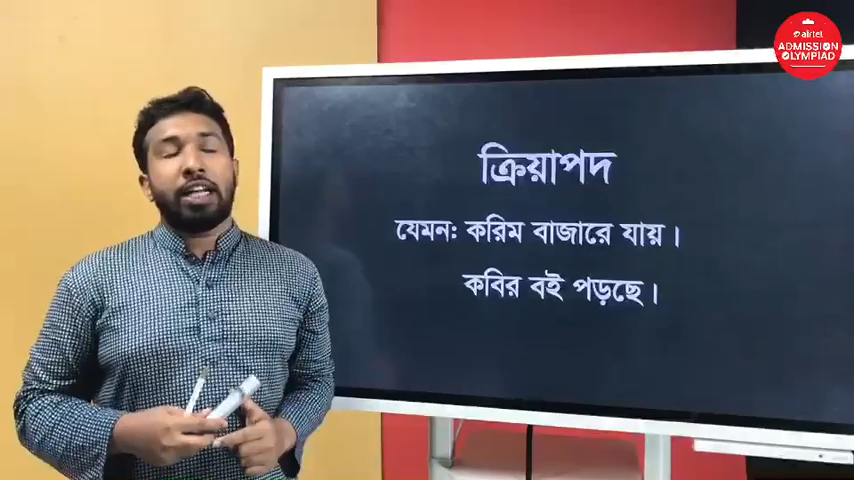 airtel
ADMISSION
OLYMPIAD
ক্রিয়াপদ
যেমন: করিম বাজারে যায়।
কবির বই পড়ছে।